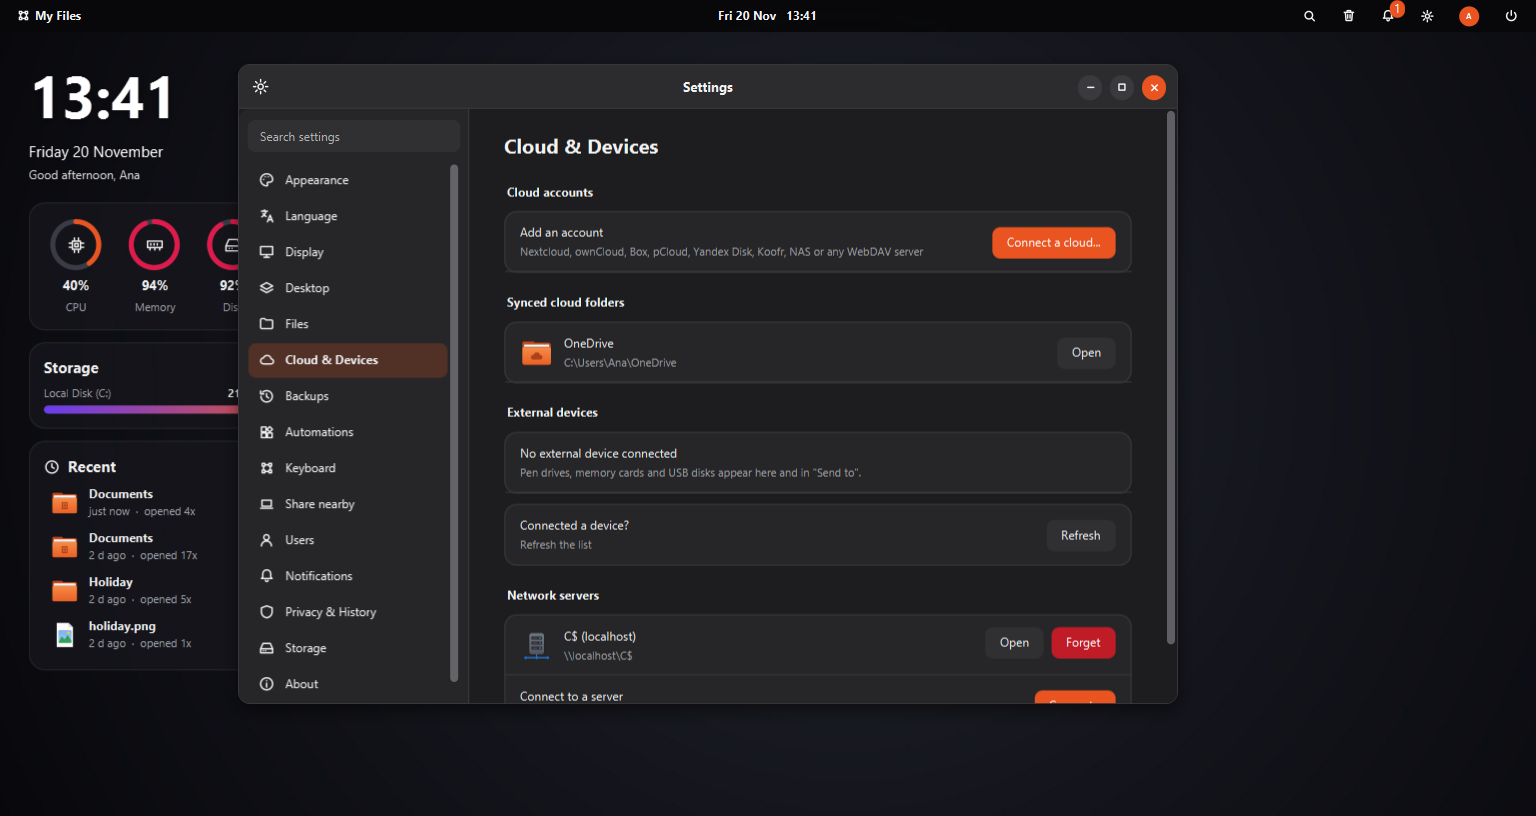 My Files
Fri 20 Nov 13:41
1
A
13:41
Friday 20 November
Good afternoon, Ana
40%
CPU
94%
Memory
92%
Dis
Storage
Local Disk (C:)
21
Recent
Documents
just now · opened 4x
Documents
2 d ago · opened 17x
Holiday
2 d ago · opened 5x
holiday.png
2 d ago · opened 1x
Settings
Search settings
Appearance
Language
Display
Desktop
Files
Cloud & Devices
Backups
Automations
Keyboard
Share nearby
Users
Notifications
Privacy & History
Storage
About
Cloud & Devices
Cloud accounts
Add an account
Nextcloud, ownCloud, Box, pCloud, Yandex Disk, Koofr, NAS or any WebDAV server
Connect a cloud...
Synced cloud folders
OneDrive
C:\Users\Ana\OneDrive
Open
External devices
No external device connected
Pen drives, memory cards and USB disks appear here and in "Send to".
Connected a device?
Refresh the list
Refresh
Network servers
C$ (localhost)
\\localhost\C$
Open
Forget
Connect to a server